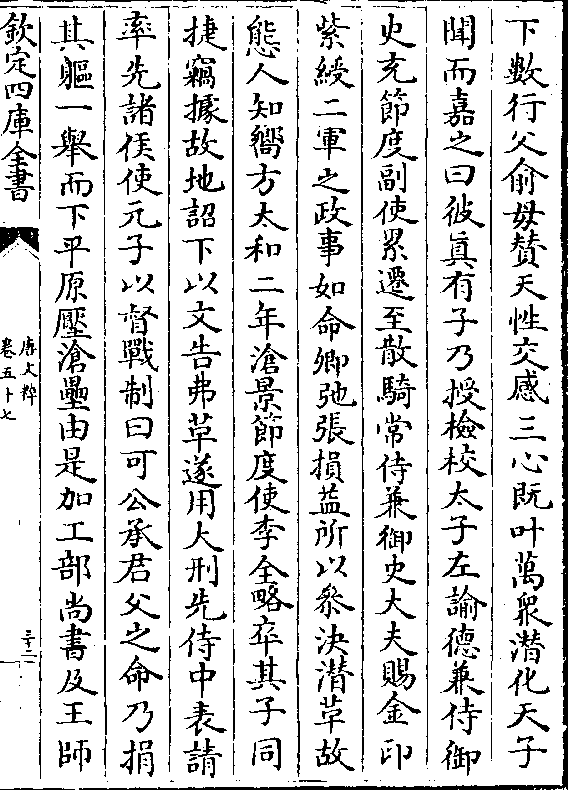 下數行父俞毋賛天性交感三心既叶萬衆潛化天子
聞而嘉之曰彼真有子乃授檢校太子左諭德兼侍御
史充節度副使累遷至散騎常侍兼御史大夫賜金印
紫綬二軍之政事如命卿弛張損益所以叅决潛草故
態人知嚮方太和二年滄景節度使李全略卒其子同
捷竊據故地詔下以文告弗革遂用大刑先侍中表請
率先諸侯使元子以督戰制曰可公承君父之命乃捐
其軀一舉而下平原壓滄壘由是加工部尚書及王師
欽定四庫全書
唐文粹
卷五十七
三十二